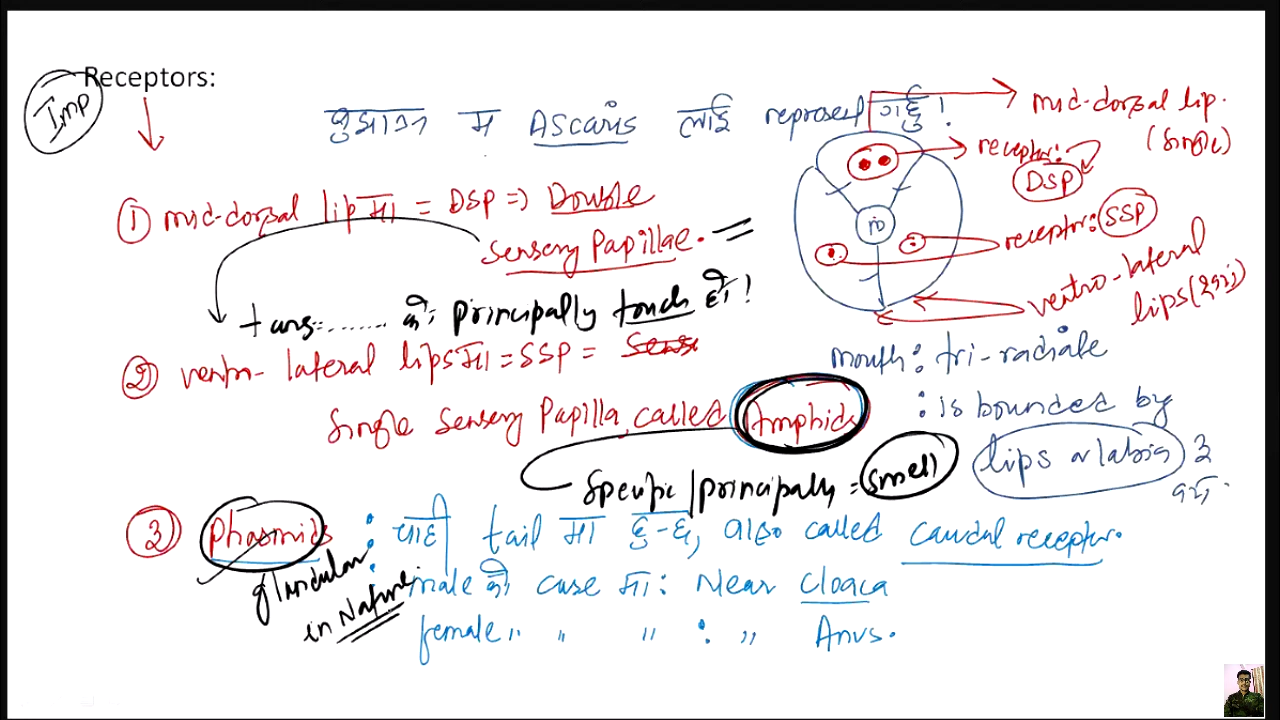 Receptors:
Imp
म Ascaris लाई represent गर्छु!
mid-dorsal lip.
(single)
receptor:
DSP
① mid-dorsal lip मा = DSP => Double
Sensory Papillae. =
receptor: SSP
ventro-lateral
lips (2वटा)
........ को principally touch हो!
② ventro-lateral lips मा = SSP =
Single Sensory Papilla, called Amphids
mouth: tri-radiate
: is bounded by
lips or labia 3
वटा.
Specific/principally = smell
③ Phasmids : tail मा हुन्छ, also called caudal receptor.
glandular
in Nature
: male को case मा: Near Cloaca
female " " " : " Anus.